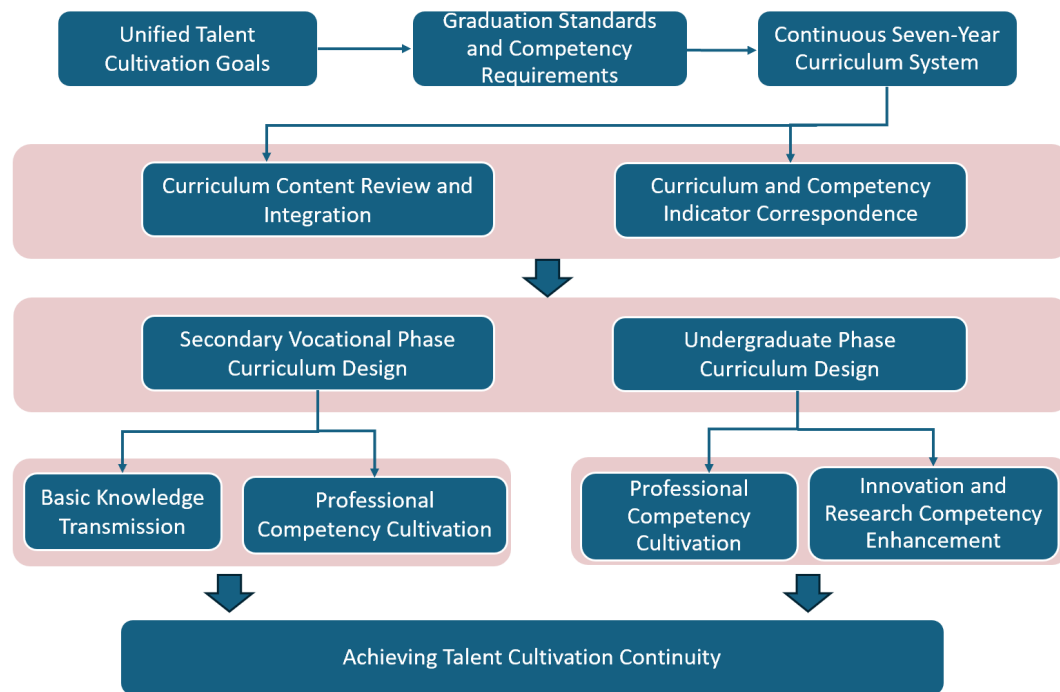 Unified Talent
Cultivation Goals
Graduation Standards
and Competency
Requirements
Continuous Seven-Year
Curriculum System
Curriculum Content Review and
Integration
Curriculum and Competency
Indicator Correspondence
Secondary Vocational Phase
Curriculum Design
Undergraduate Phase
Curriculum Design
Basic Knowledge
Transmission
Professional
Competency Cultivation
Professional
Competency
Cultivation
Innovation and
Research Competency
Enhancement
Achieving Talent Cultivation Continuity